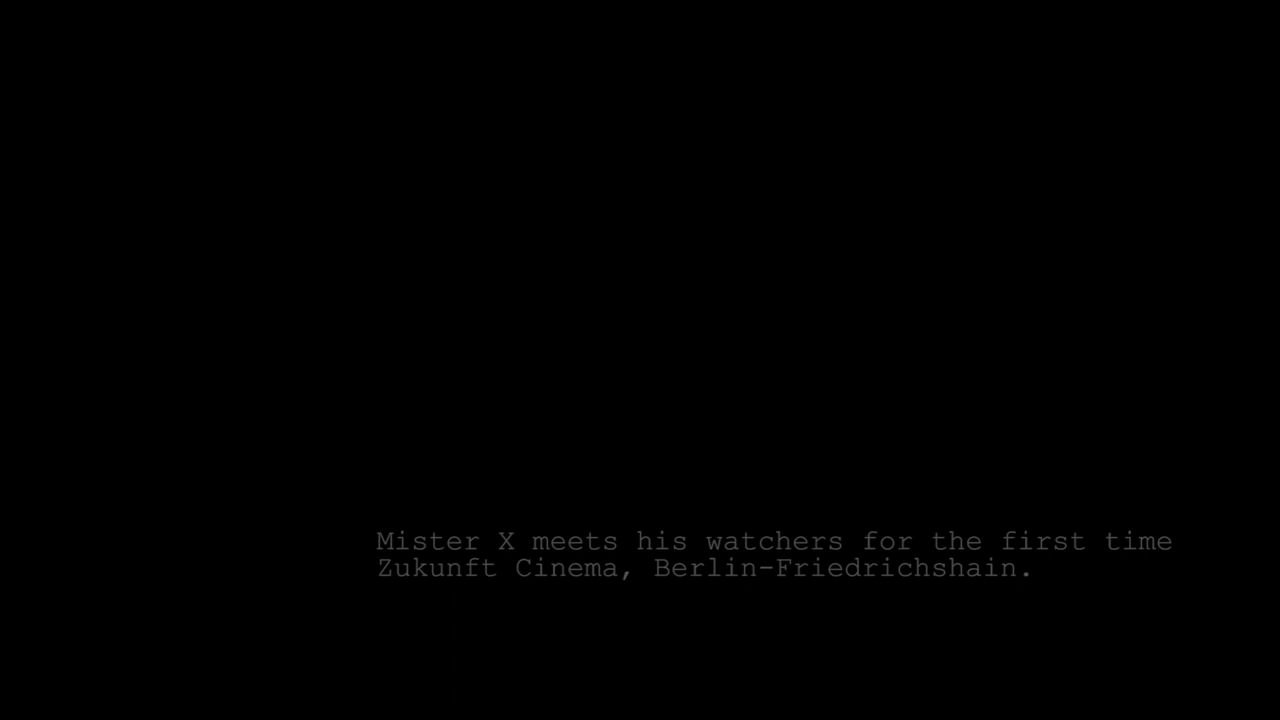 Mister X meets his watchers for the first time
Zukunft Cinema, Berlin-Friedrichshain.